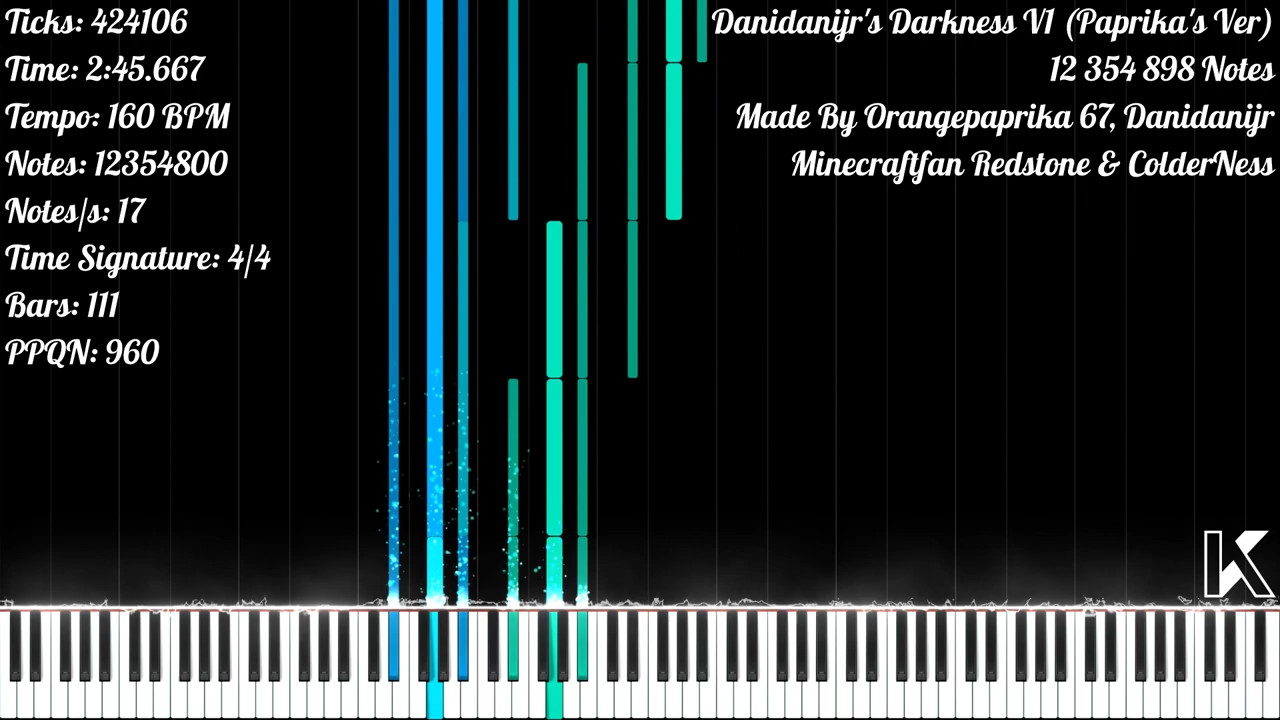 Ticks: 424106
Time: 2:45.667
Tempo: 160 BPM
Notes: 12354800
Notes/s: 17
Time Signature: 4/4
Bars: 111
PPQN: 960
Danidanijr's Darkness V1 (Paprika's Ver)
12 354 898 Notes
Made By Orangepaprika 67, Danidanijr
Minecraftfan Redstone & ColderNess
K